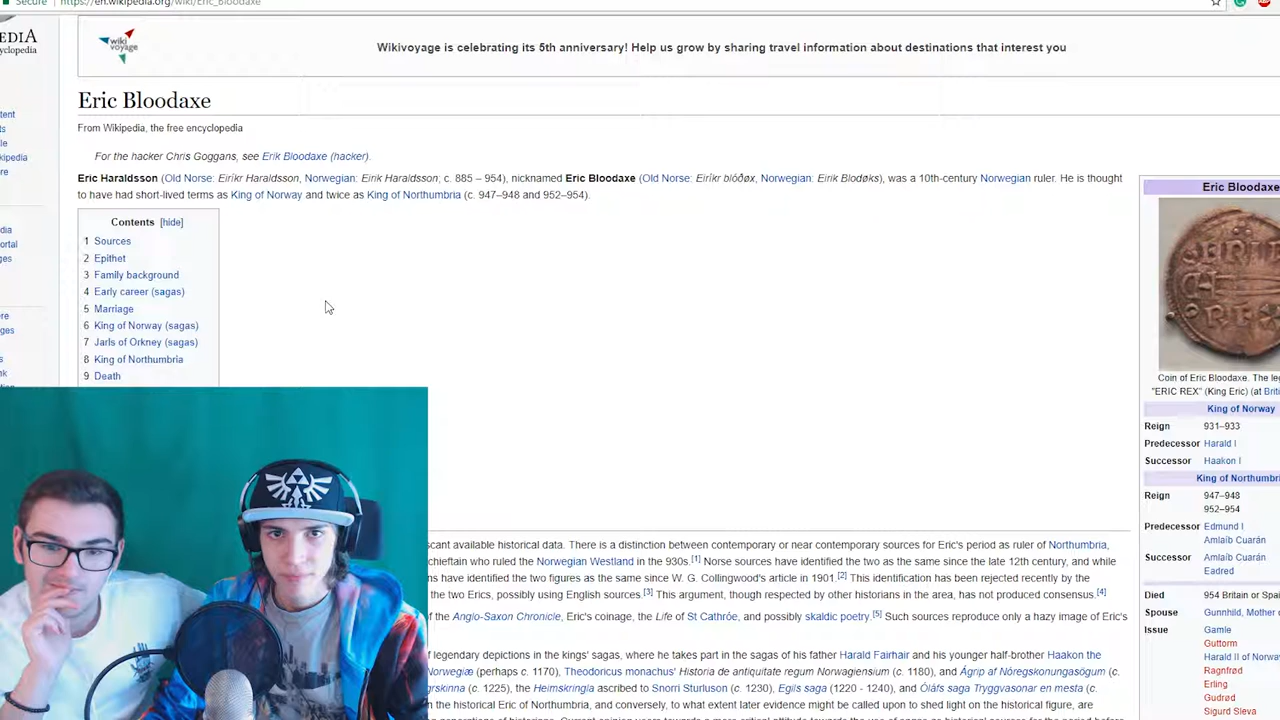 Secure https://en.wikipedia.org/wiki/Eric_Bloodaxe
wiki
voyage
Wikivoyage is celebrating its 5th anniversary! Help us grow by sharing travel information about destinations that interest you
Eric Bloodaxe
From Wikipedia, the free encyclopedia
For the hacker Chris Goggans, see Erik Bloodaxe (hacker).
Eric Haraldsson (Old Norse: Eiríkr Haraldsson, Norwegian: Eirik Haraldsson; c. 885 – 954), nicknamed Eric Bloodaxe (Old Norse: Eiríkr blóðøx, Norwegian: Eirik Blodøks), was a 10th-century Norwegian ruler. He is thought
to have had short-lived terms as King of Norway and twice as King of Northumbria (c. 947–948 and 952–954).
Contents [hide]
1 Sources
2 Epithet
3 Family background
4 Early career (sagas)
5 Marriage
6 King of Norway (sagas)
7 Jarls of Orkney (sagas)
8 King of Northumbria
9 Death
Eric Bloodaxe
Coin of Eric Bloodaxe. The le
"ERIC REX" (King Eric) (at Briti
King of Norway
Reign 931–933
Predecessor Harald I
Successor Haakon I
King of Northumbri
Reign 947–948
952–954
Predecessor Edmund I
Amlaíb Cuarán
Successor Amlaíb Cuarán
Eadred
Died 954 Britain or Spai
Spouse Gunnhild, Mother o
Issue Gamle
Guttorm
Harald II of Norwa
Ragnfrød
Erling
Gudrød
Sigurd Sleva
cant available historical data. There is a distinction between contemporary or near contemporary sources for Eric's period as ruler of Northumbria,
chieftain who ruled the Norwegian Westland in the 930s.[1] Norse sources have identified the two as the same since the late 12th century, and while
ns have identified the two figures as the same since W. G. Collingwood's article in 1901.[2] This identification has been rejected recently by the
the two Erics, possibly using English sources.[3] This argument, though respected by other historians in the area, has not produced consensus.[4]
of the Anglo-Saxon Chronicle, Eric's coinage, the Life of St Cathróe, and possibly skaldic poetry.[5] Such sources reproduce only a hazy image of Eric's
f legendary depictions in the kings' sagas, where he takes part in the sagas of his father Harald Fairhair and his younger half-brother Haakon the
Norwegiæ (perhaps c. 1170), Theodoricus monachus' Historia de antiquitate regum Norwagiensium (c. 1180), and Ágrip af Nóregskonungasögum (c.
grskinna (c. 1225), the Heimskringla ascribed to Snorri Sturluson (c. 1230), Egils saga (1220 - 1240), and Óláfs saga Tryggvasonar en mesta (c.
the historical Eric of Northumbria, and conversely, to what extent later evidence might be called upon to shed light on the historical figure, are